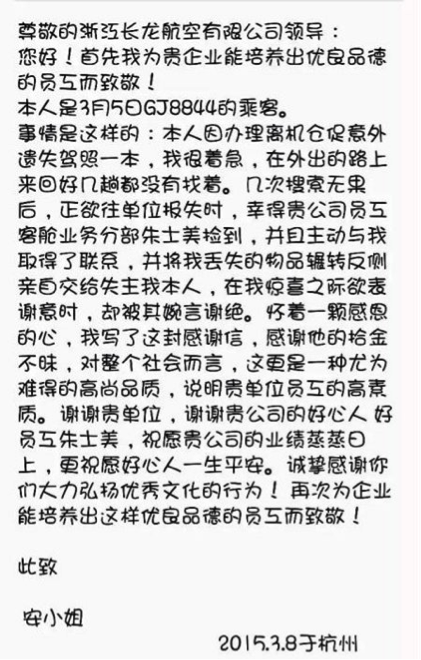 尊敬的浙江长龙航空有限公司领导：
您好！首先我为贵企业能培养出优良品德
的员工而致敬！
本人是3月5日GJ8844的乘客。
事情是这样的：本人因办理离机仓促意外
遗失驾照一本，我很着急，在外出的路上
来回好几趟都没有找着。几次搜索无果
后，正欲往单位报失时，幸得贵公司员工
客舱业务分部朱士美捡到，并且主动与我
取得了联系，并将我丢失的物品辗转反侧
亲自交给失主我本人，在我惊喜之际欲表
谢意时，却被其婉言谢绝。怀着一颗感恩
的心，我写了这封感谢信，感谢他的拾金
不昧，对整个社会而言，这更是一种尤为
难得的高尚品质，说明贵单位员工的高素
质。谢谢贵单位，谢谢贵公司的好心人 好
员工朱士美，祝愿贵公司的业绩蒸蒸日
上，更祝愿好心人一生平安。诚挚感谢你
们大力弘扬优秀文化的行为！再次为企业
能培养出这样优良品德的员工而致敬！
此致
安小姐
2015.3.8于杭州